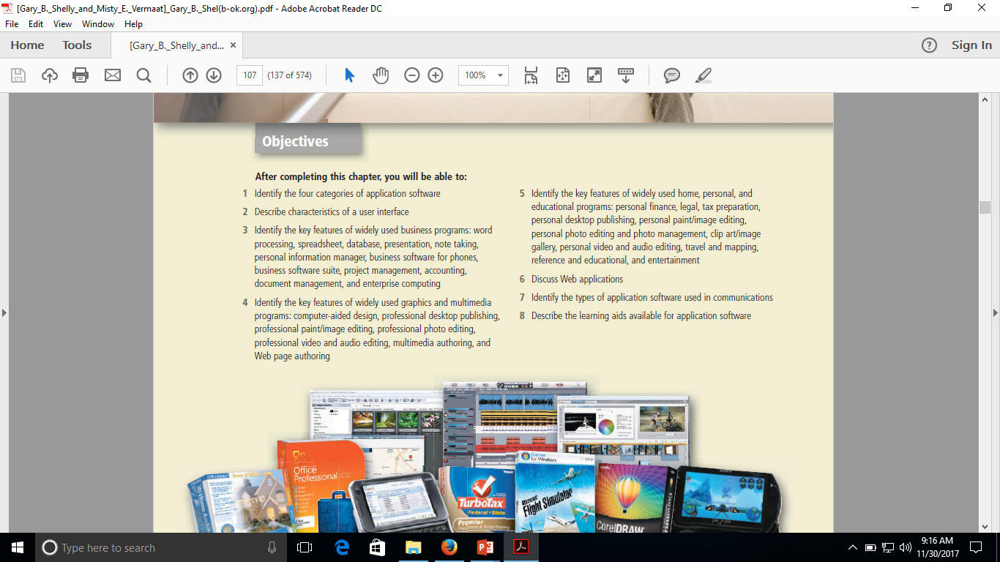 [Gary_B._Shelly_and_Misty_E._Vermaat]_Gary_B._Shel(b-ok.org).pdf - Adobe Acrobat Reader DC
File Edit View Window Help
Home Tools [Gary_B._Shelly_and... × ? Sign In
107 (137 of 574) 100%
Objectives
After completing this chapter, you will be able to:
1 Identify the four categories of application software
2 Describe characteristics of a user interface
3 Identify the key features of widely used business programs: word
processing, spreadsheet, database, presentation, note taking,
personal information manager, business software for phones,
business software suite, project management, accounting,
document management, and enterprise computing
4 Identify the key features of widely used graphics and multimedia
programs: computer-aided design, professional desktop publishing,
professional paint/image editing, professional photo editing,
professional video and audio editing, multimedia authoring, and
Web page authoring
5 Identify the key features of widely used home, personal, and
educational programs: personal finance, legal, tax preparation,
personal desktop publishing, personal paint/image editing,
personal photo editing and photo management, clip art/image
gallery, personal video and audio editing, travel and mapping,
reference and educational, and entertainment
6 Discuss Web applications
7 Identify the types of application software used in communications
8 Describe the learning aids available for application software
Office
Professional 2010
TurboTax
Federal + State
Premier
Games
for Windows
Microsoft
Flight Simulator
COREL
CorelDRAW
SONY
PSP
Type here to search
9:16 AM
11/30/2017